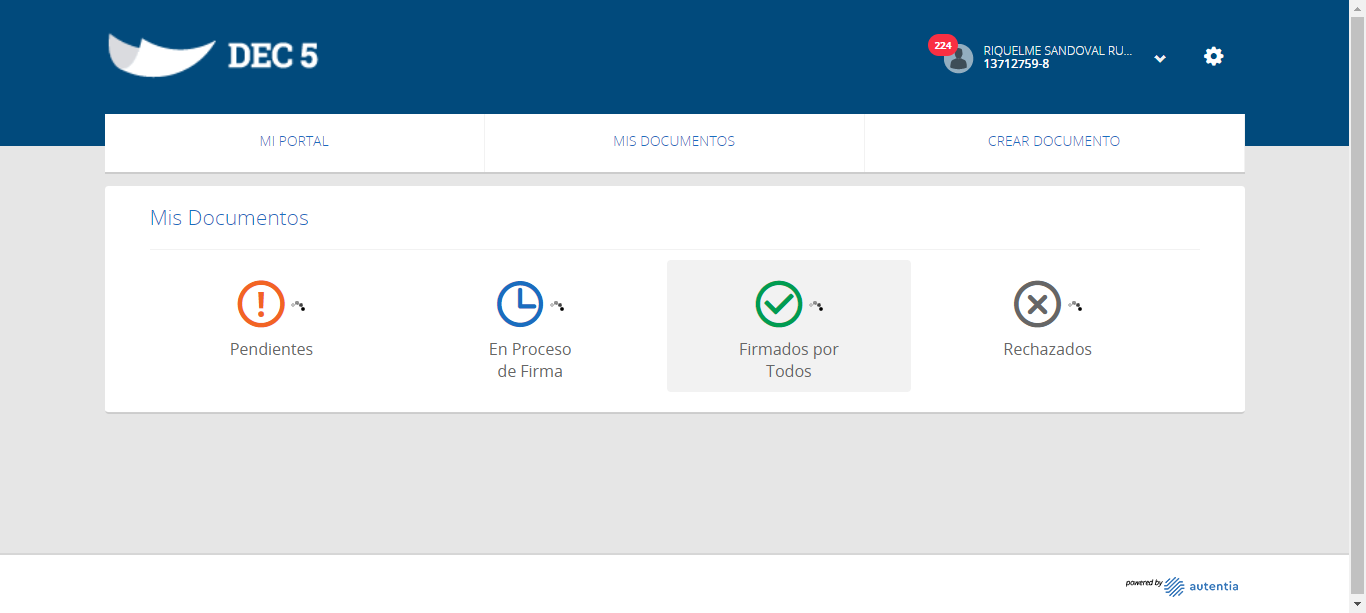 DEC 5
224
RIQUELME SANDOVAL RU...
13712759-8
MI PORTAL
MIS DOCUMENTOS
CREAR DOCUMENTO
Mis Documentos
Pendientes
En Proceso
de Firma
Firmados por
Todos
Rechazados
powered by autentia